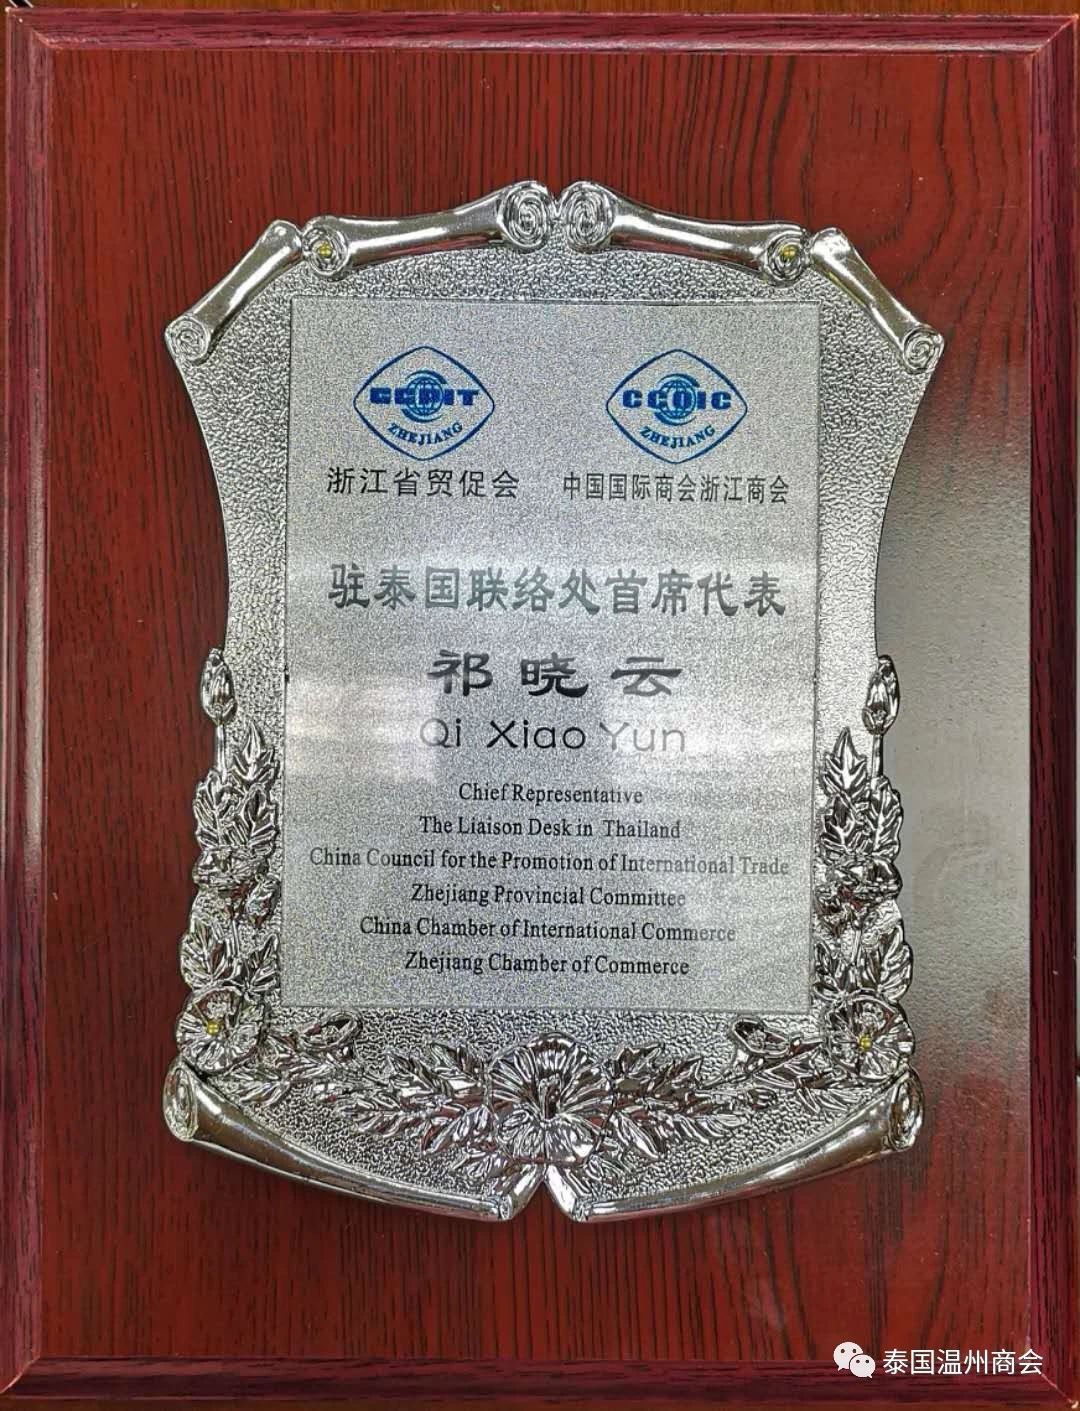 CCPIT
ZHEJIANG
浙江省贸促会
CCOIC
ZHEJIANG
中国国际商会浙江商会
驻泰国联络处首席代表
祁晓云
Qi Xiao Yun
Chief Representative
The Liaison Desk in Thailand
China Council for the Promotion of International Trade
Zhejiang Provincial Committee
China Chamber of International Commerce
Zhejiang Chamber of Commerce
泰国温州商会